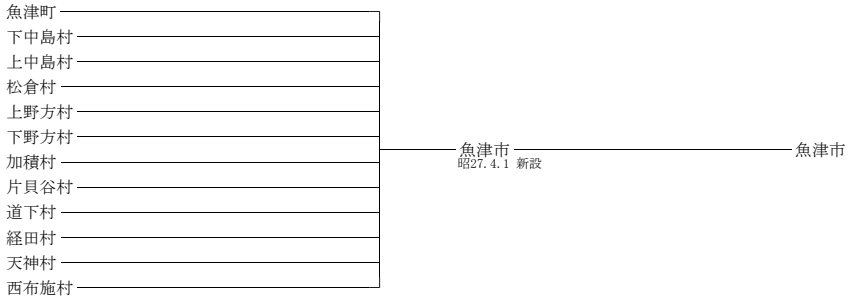 魚津町
下中島村
上中島村
松倉村
上野方村
下野方村
加積村
片貝谷村
道下村
経田村
天神村
西布施村
魚津市
昭27.4.1 新設
魚津市